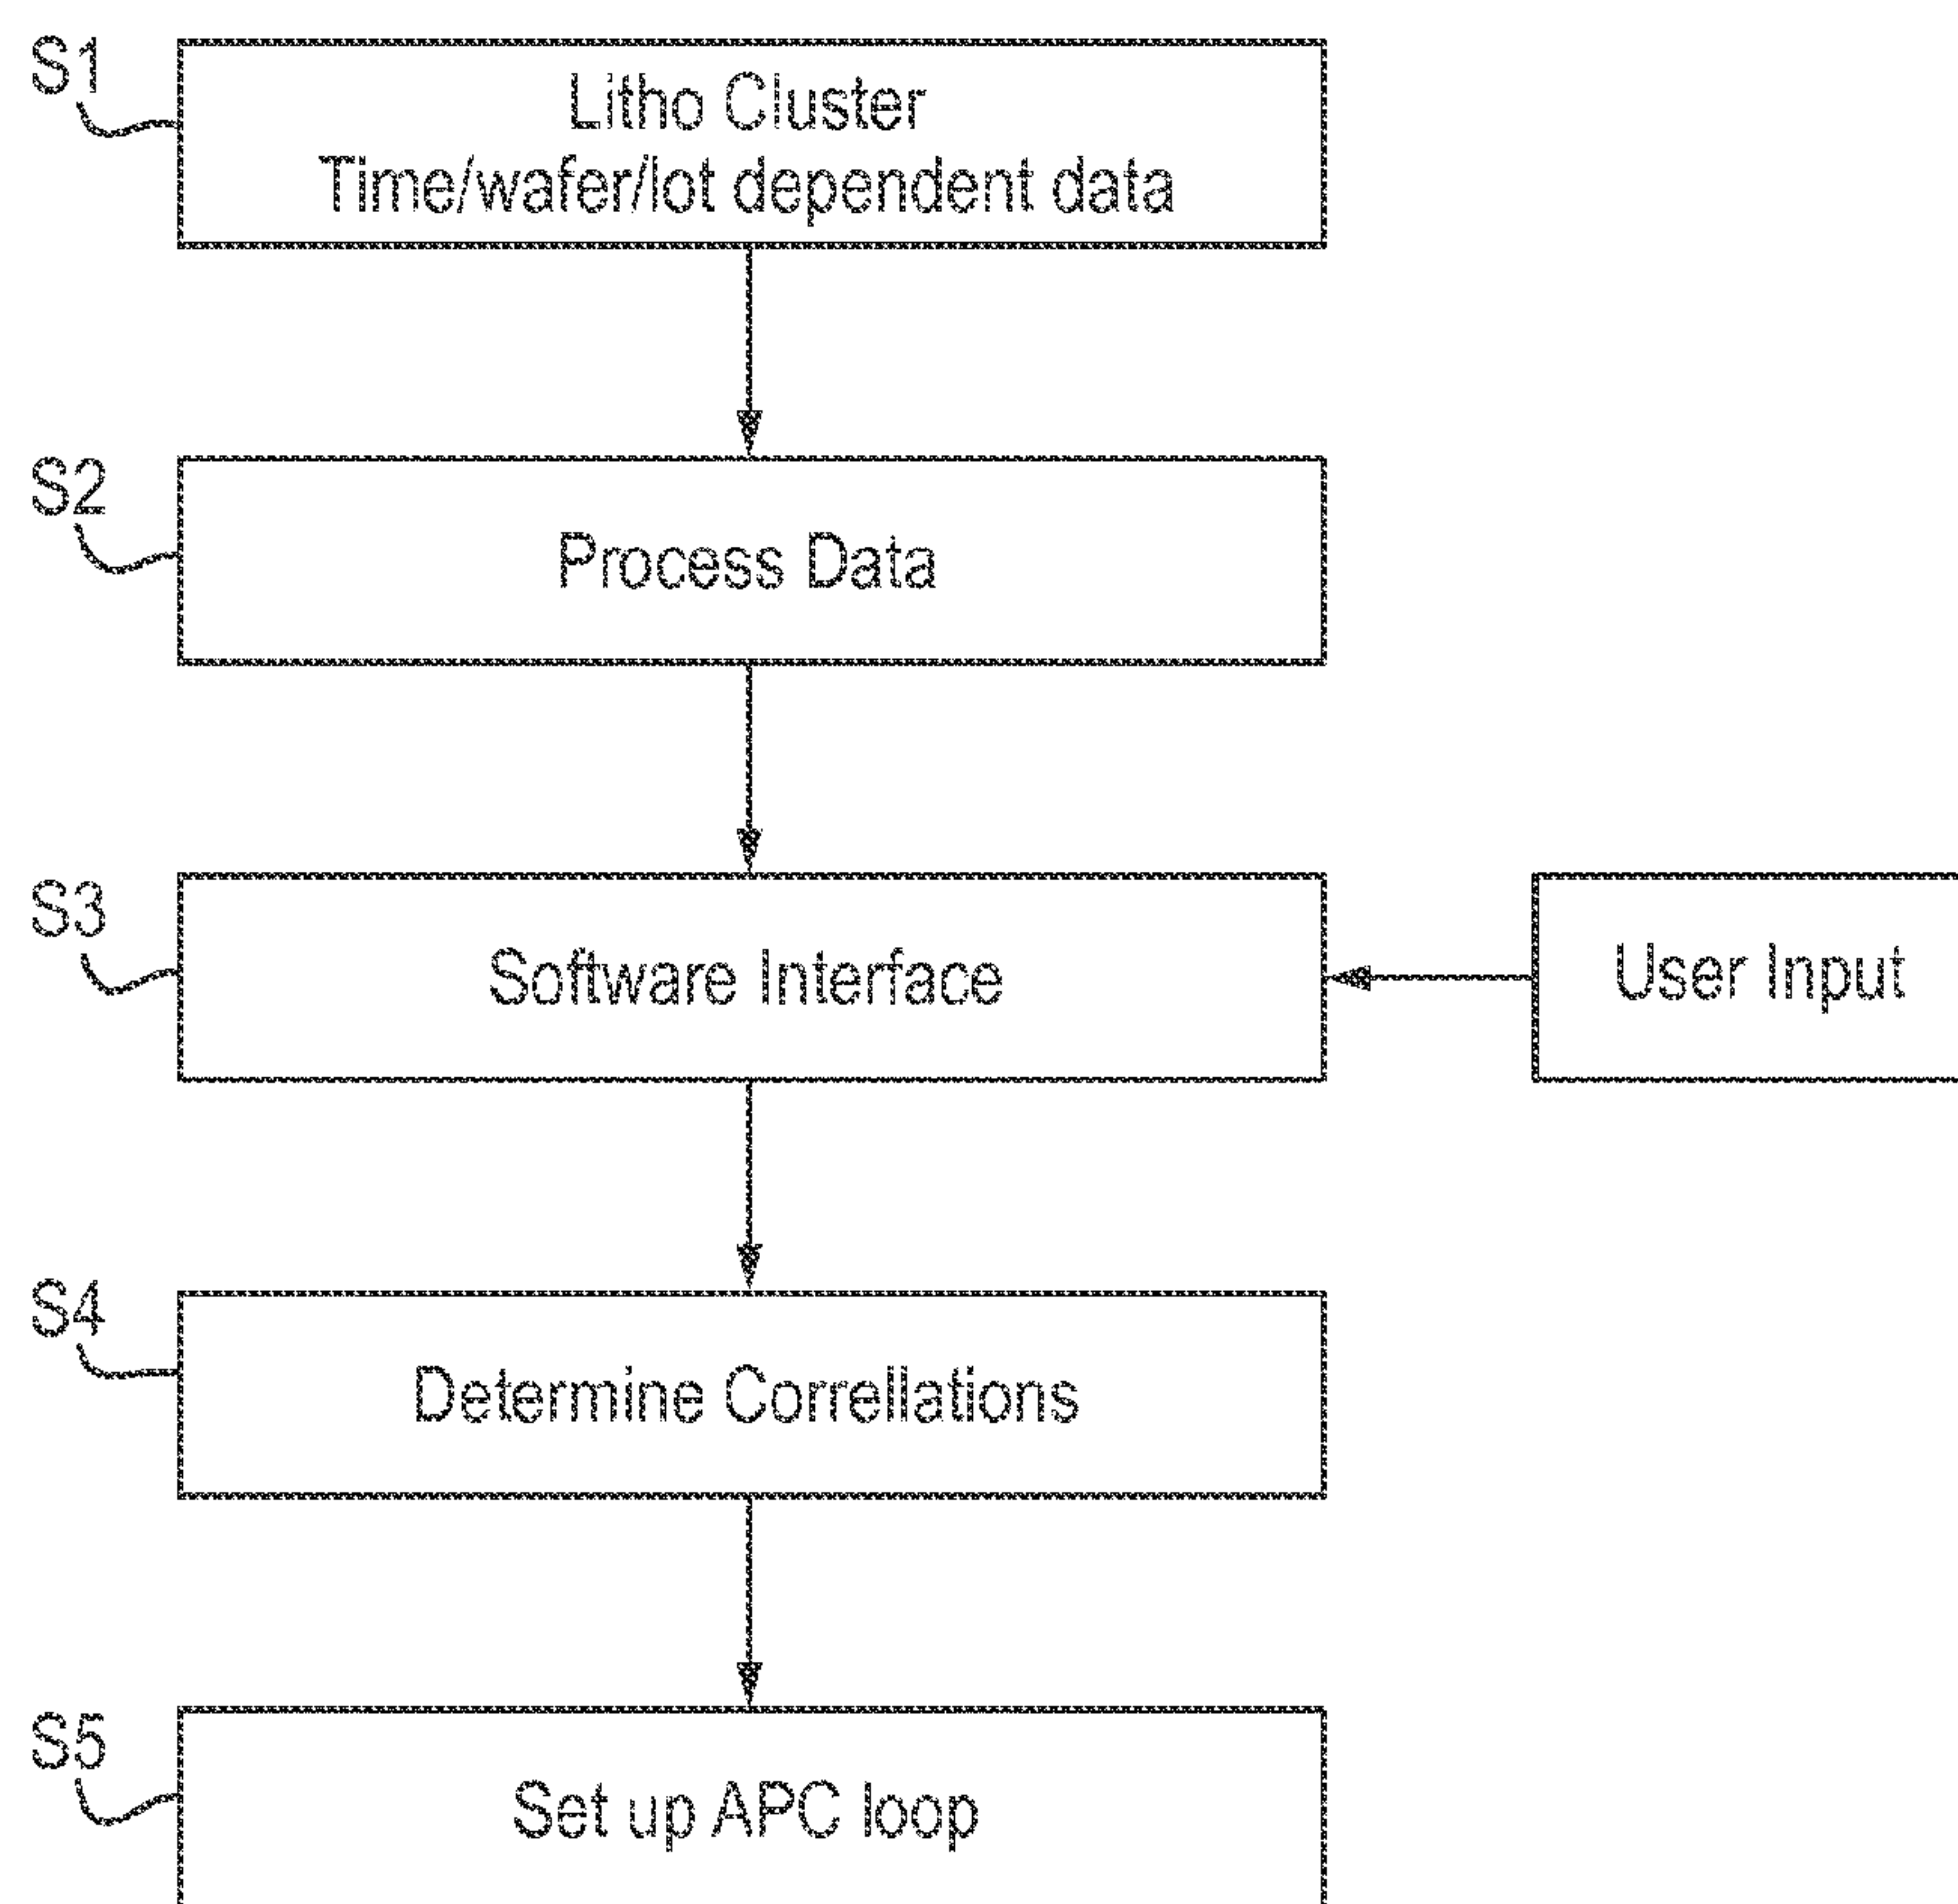 S1
Litho Cluster
Time/wafer/lot dependent data
S2
Process Data
S3
Software Interface
User Input
S4
Determine Correllations
S5
Set up APC loop